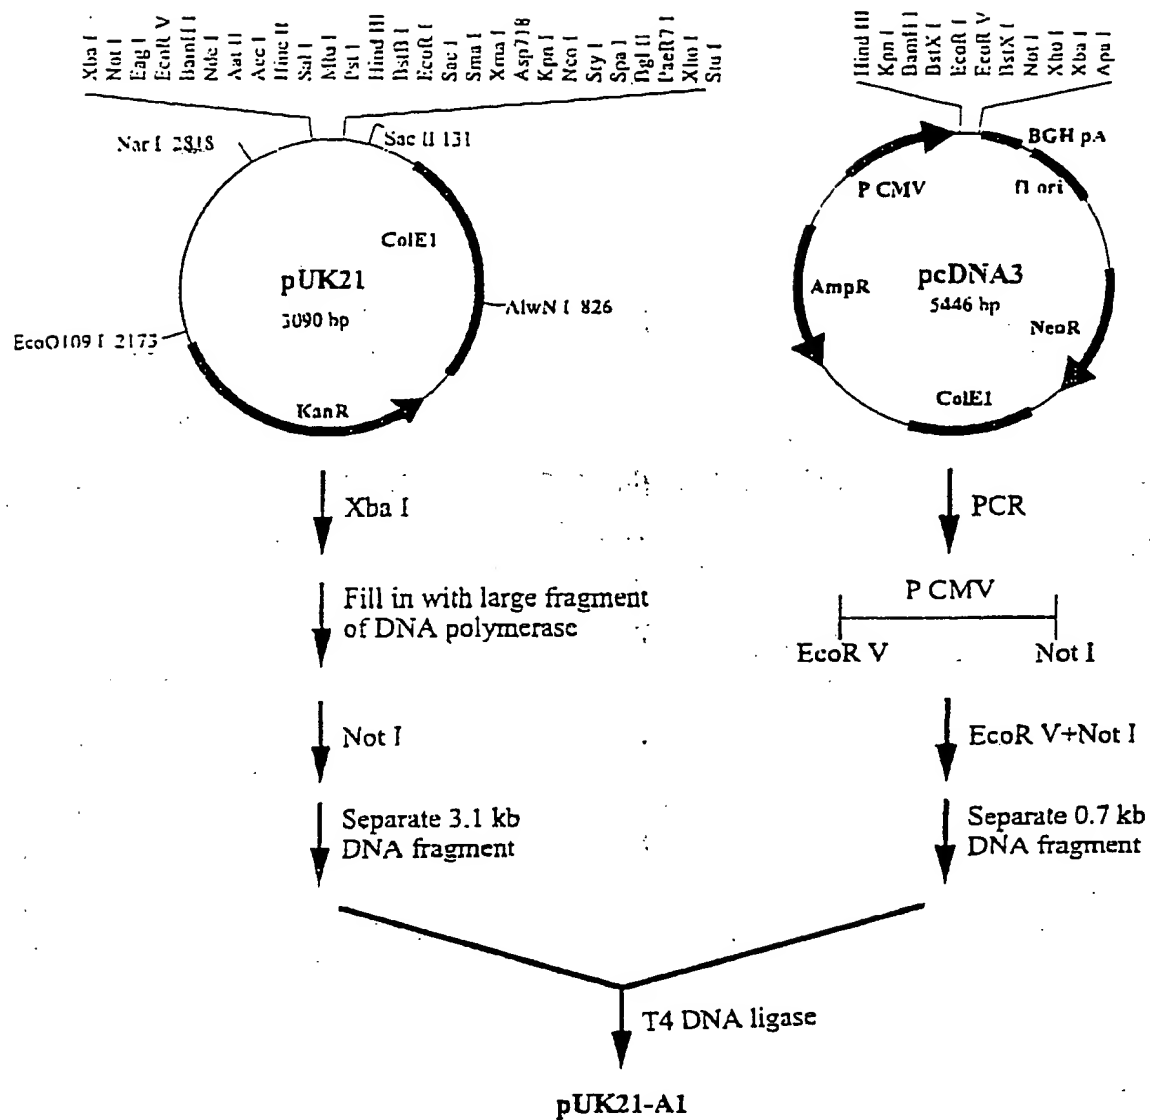 Xba I
Not I
Eag I
EcoR V
BamH I
Nde I
Aat II
Acc I
Hinc II
Sal I
Mlu I
Pst I
Hind III
BstB I
EcoR I
Sac I
Sma I
Xma I
Asp718
Kpn I
Nco I
Sty I
Spa I
Bgl II
PaeR7 I
Xho I
Stu I
Hind III
Kpn I
BamH I
BstX I
EcoR I
EcoR V
BstX I
Not I
Xho I
Xba I
Apa I
Nar I 2818
Sac II 131
ColE1
pUK21
3090 bp
AlwN I 826
EcoO109 I 2173
KanR
BGH pA
P CMV
f1 ori
AmpR
pcDNA3
5446 bp
NeoR
ColE1
Xba I
Fill in with large fragment
of DNA polymerase
Not I
Separate 3.1 kb
DNA fragment
PCR
P CMV
EcoR V
Not I
EcoR V+Not I
Separate 0.7 kb
DNA fragment
T4 DNA ligase
pUK21-A1